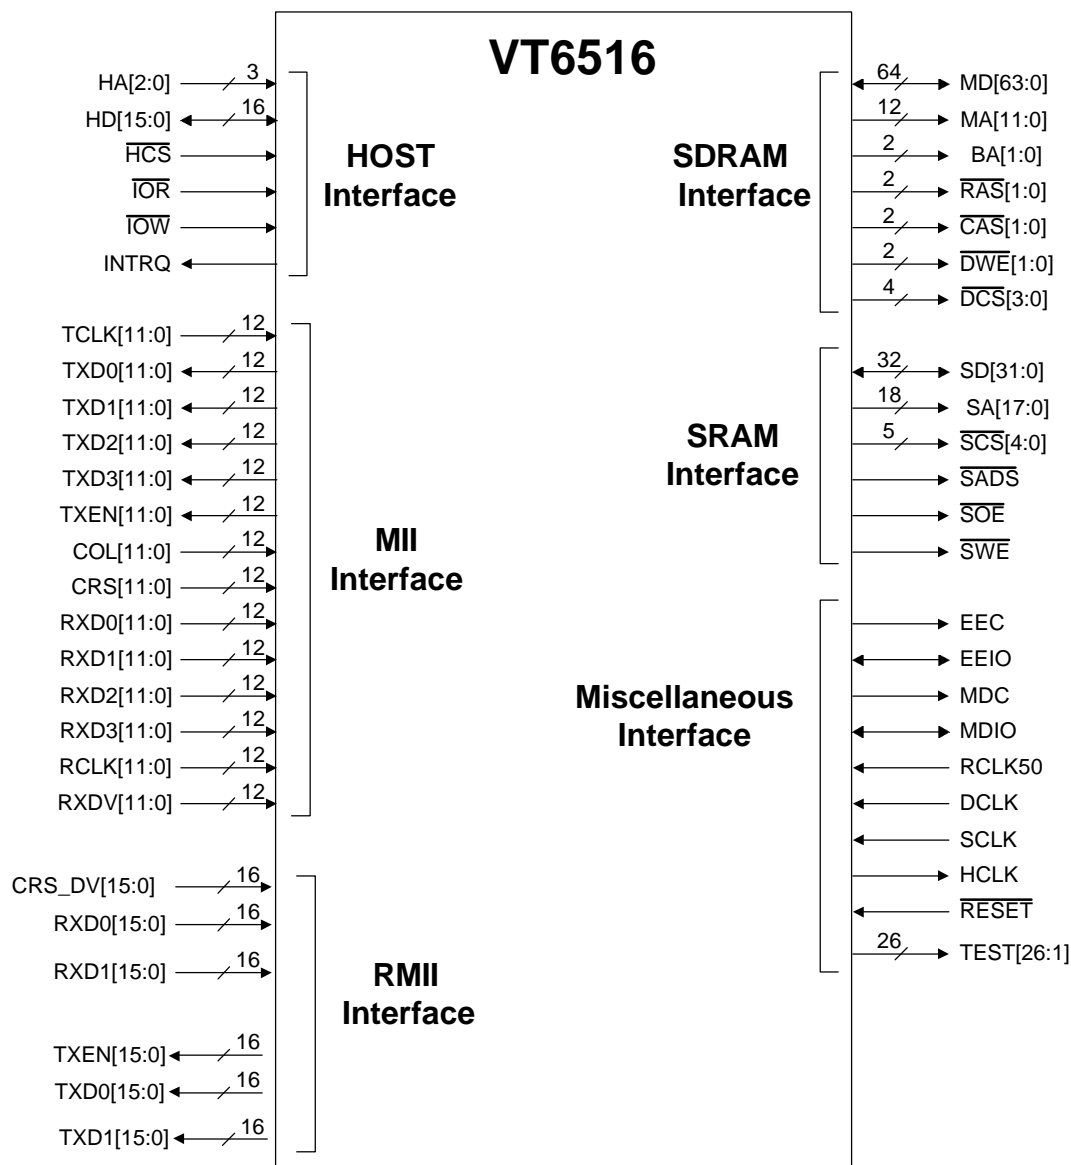 VT6516
HA[2:0] 3
HD[15:0] 16
HCS
IOR
IOW
INTRQ
HOST
Interface
TCLK[11:0] 12
TXD0[11:0] 12
TXD1[11:0] 12
TXD2[11:0] 12
TXD3[11:0] 12
TXEN[11:0] 12
COL[11:0] 12
CRS[11:0] 12
RXD0[11:0] 12
RXD1[11:0] 12
RXD2[11:0] 12
RXD3[11:0] 12
RCLK[11:0] 12
RXDV[11:0] 12
MII
Interface
CRS_DV[15:0] 16
RXD0[15:0] 16
RXD1[15:0] 16
TXEN[15:0] 16
TXD0[15:0] 16
TXD1[15:0] 16
RMII
Interface
SDRAM
Interface
64 MD[63:0]
12 MA[11:0]
2 BA[1:0]
2 RAS[1:0]
2 CAS[1:0]
2 DWE[1:0]
4 DCS[3:0]
SRAM
Interface
32 SD[31:0]
18 SA[17:0]
5 SCS[4:0]
SADS
SOE
SWE
Miscellaneous
Interface
EEC
EEIO
MDC
MDIO
RCLK50
DCLK
SCLK
HCLK
RESET
26 TEST[26:1]